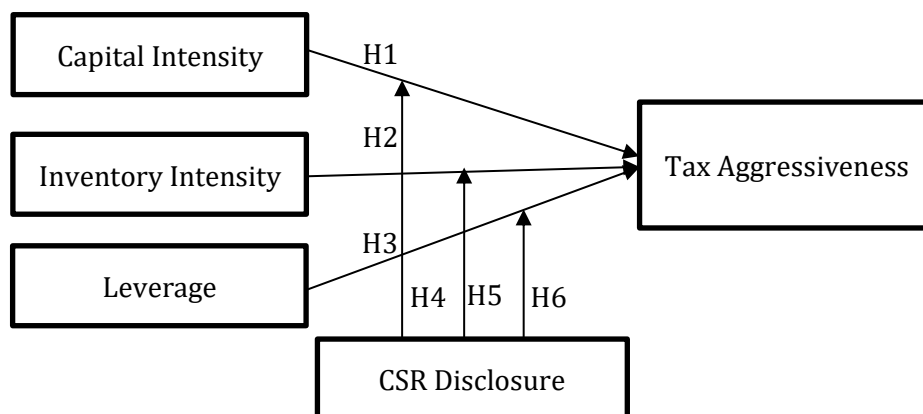 Capital Intensity
H1
H2
Inventory Intensity
Tax Aggressiveness
H3
Leverage
H4
H5
H6
CSR Disclosure